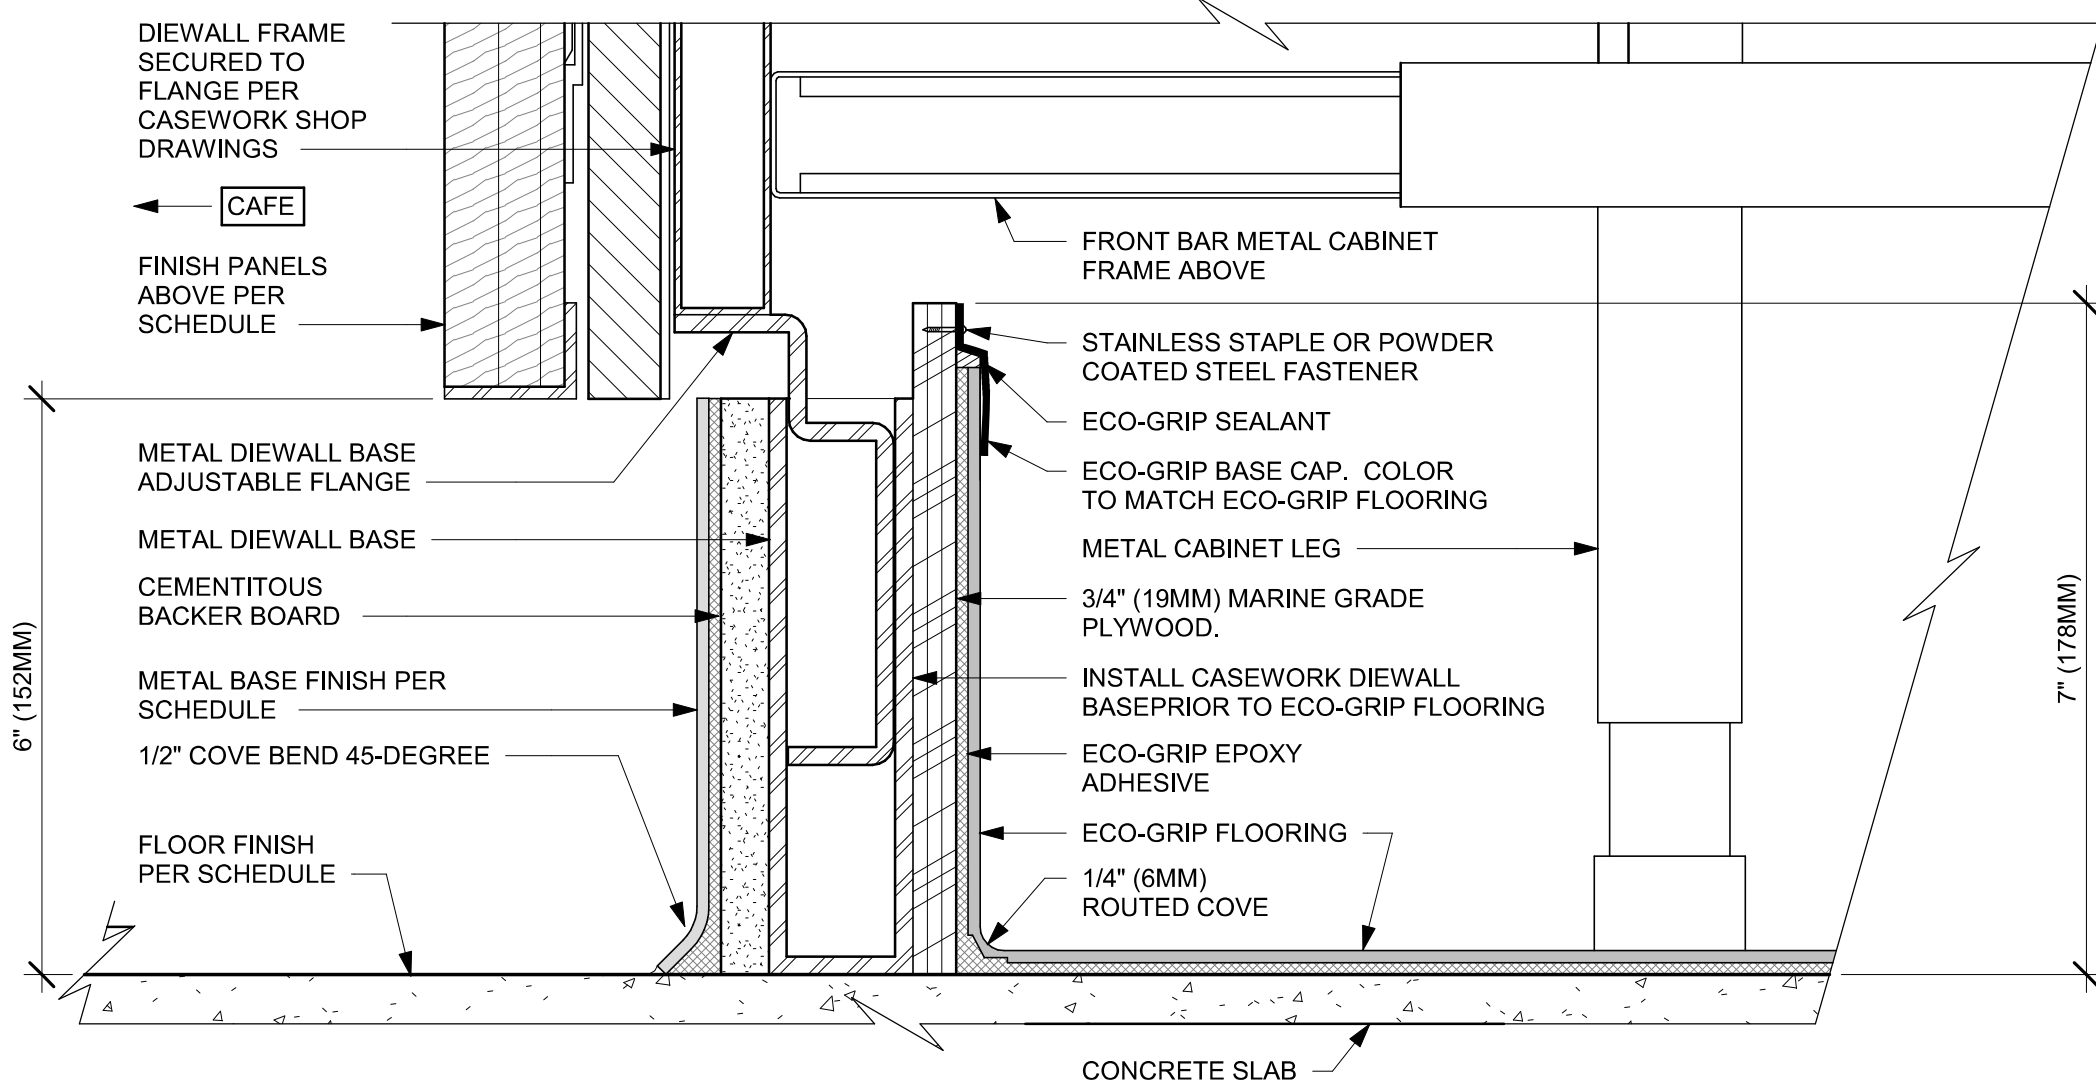 DIEWALL FRAME
SECURED TO
FLANGE PER
CASEWORK SHOP
DRAWINGS
CAFE
FINISH PANELS
ABOVE PER
SCHEDULE
METAL DIEWALL BASE
ADJUSTABLE FLANGE
METAL DIEWALL BASE
CEMENTITOUS
BACKER BOARD
METAL BASE FINISH PER
SCHEDULE
1/2" COVE BEND 45-DEGREE
FLOOR FINISH
PER SCHEDULE
6" (152MM)
FRONT BAR METAL CABINET
FRAME ABOVE
STAINLESS STAPLE OR POWDER
COATED STEEL FASTENER
ECO-GRIP SEALANT
ECO-GRIP BASE CAP.  COLOR
TO MATCH ECO-GRIP FLOORING
METAL CABINET LEG
3/4" (19MM) MARINE GRADE
PLYWOOD.
INSTALL CASEWORK DIEWALL
BASEPRIOR TO ECO-GRIP FLOORING
ECO-GRIP EPOXY
ADHESIVE
ECO-GRIP FLOORING
1/4" (6MM)
ROUTED COVE
CONCRETE SLAB
7" (178MM)